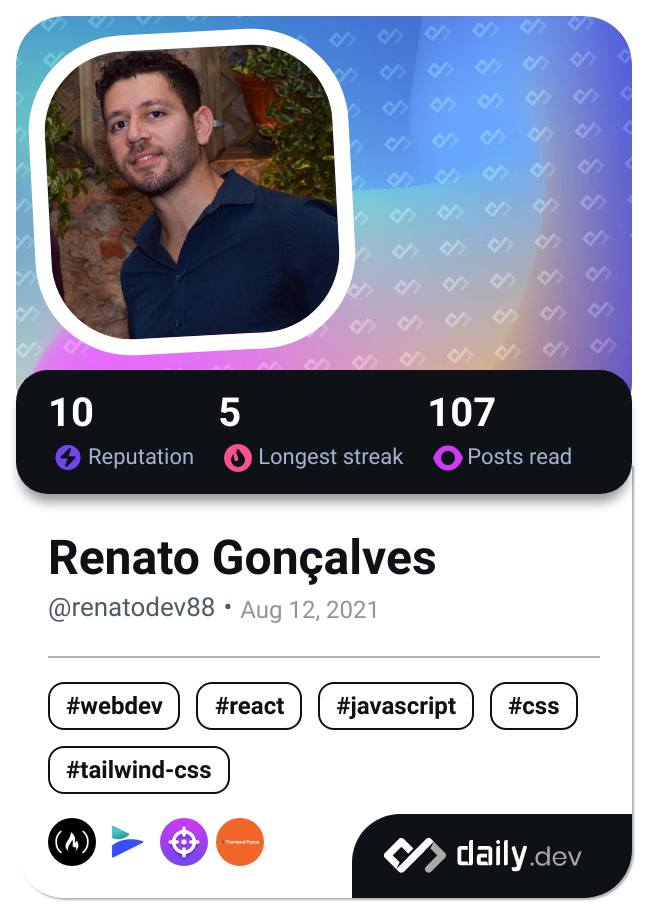 10 5 107
Reputation Longest streak Posts read
Renato Gonçalves
@renatodev88 • Aug 12, 2021
#webdev #react #javascript #css
#tailwind-css
Frontend Focus
daily.dev